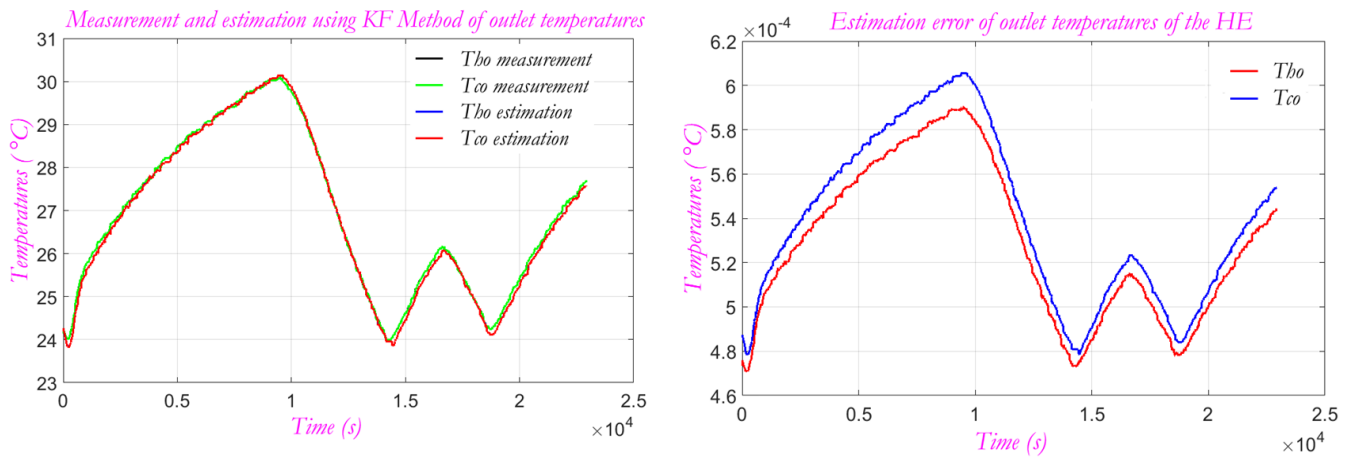 Measurement and estimation using KF Method of outlet temperatures
31
30
29
28
27
26
25
24
23
Temperatures ( °C)
Tho measurement
Tco measurement
Tho estimation
Tco estimation
0 0.5 1 1.5 2 2.5
×10⁴
Time (s)
Estimation error of outlet temperatures of the HE
×10⁻⁴
6.2
6
5.8
5.6
5.4
5.2
5
4.8
4.6
Temperatures ( °C)
Tho
Tco
0 0.5 1 1.5 2 2.5
×10⁴
Time (s)